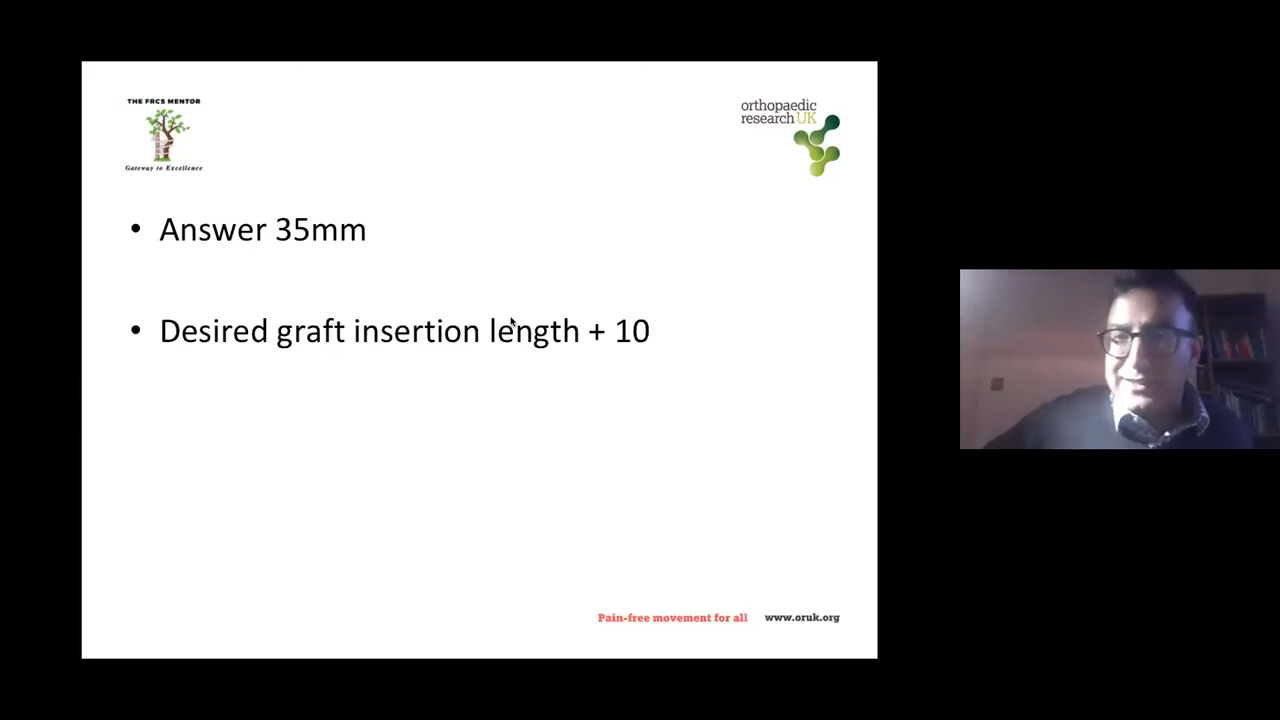 THE FRCS MENTOR
Gateway to Excellence
orthopaedic
research UK
• Answer 35mm
• Desired graft insertion length + 10
Pain-free movement for all www.oruk.org